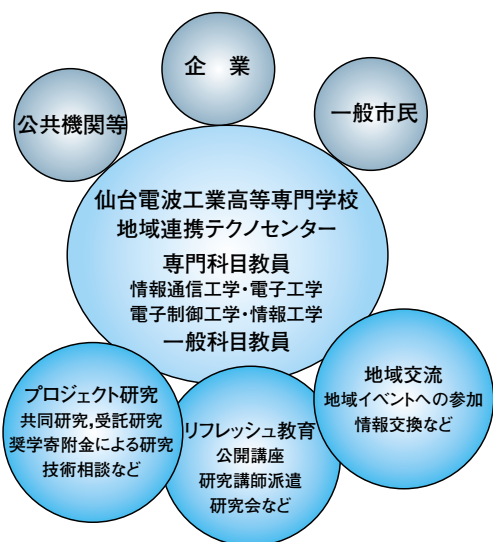 企　業
公共機関等
一般市民
仙台電波工業高等専門学校
地域連携テクノセンター
専門科目教員
情報通信工学・電子工学
電子制御工学・情報工学
一般科目教員
プロジェクト研究
共同研究,受託研究
奨学寄附金による研究
技術相談など
リフレッシュ教育
公開講座
研究講師派遣
研究会など
地域交流
地域イベントへの参加
情報交換など